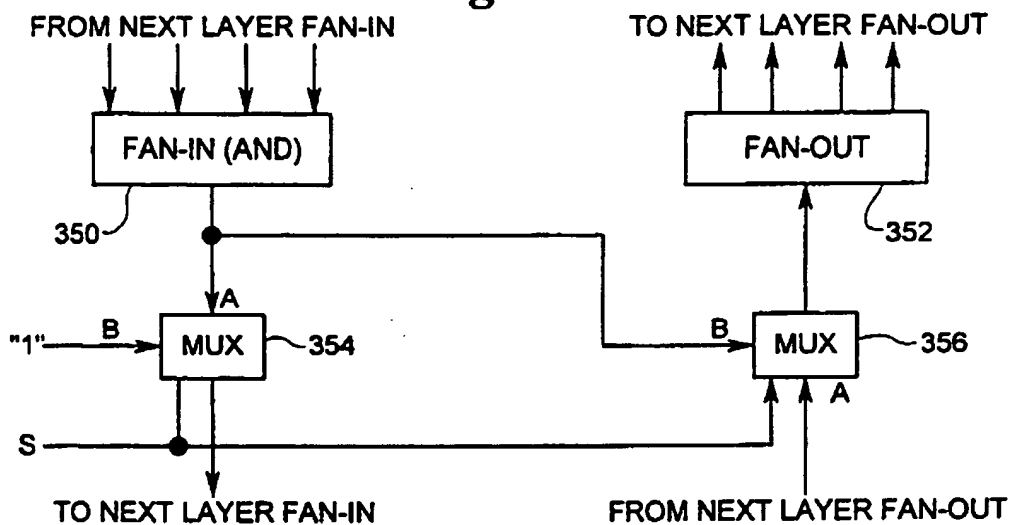 FROM NEXT LAYER FAN-IN
TO NEXT LAYER FAN-OUT
FAN-IN (AND)
FAN-OUT
350
352
A
"1"
B
MUX
354
B
MUX
356
A
S
TO NEXT LAYER FAN-IN
FROM NEXT LAYER FAN-OUT